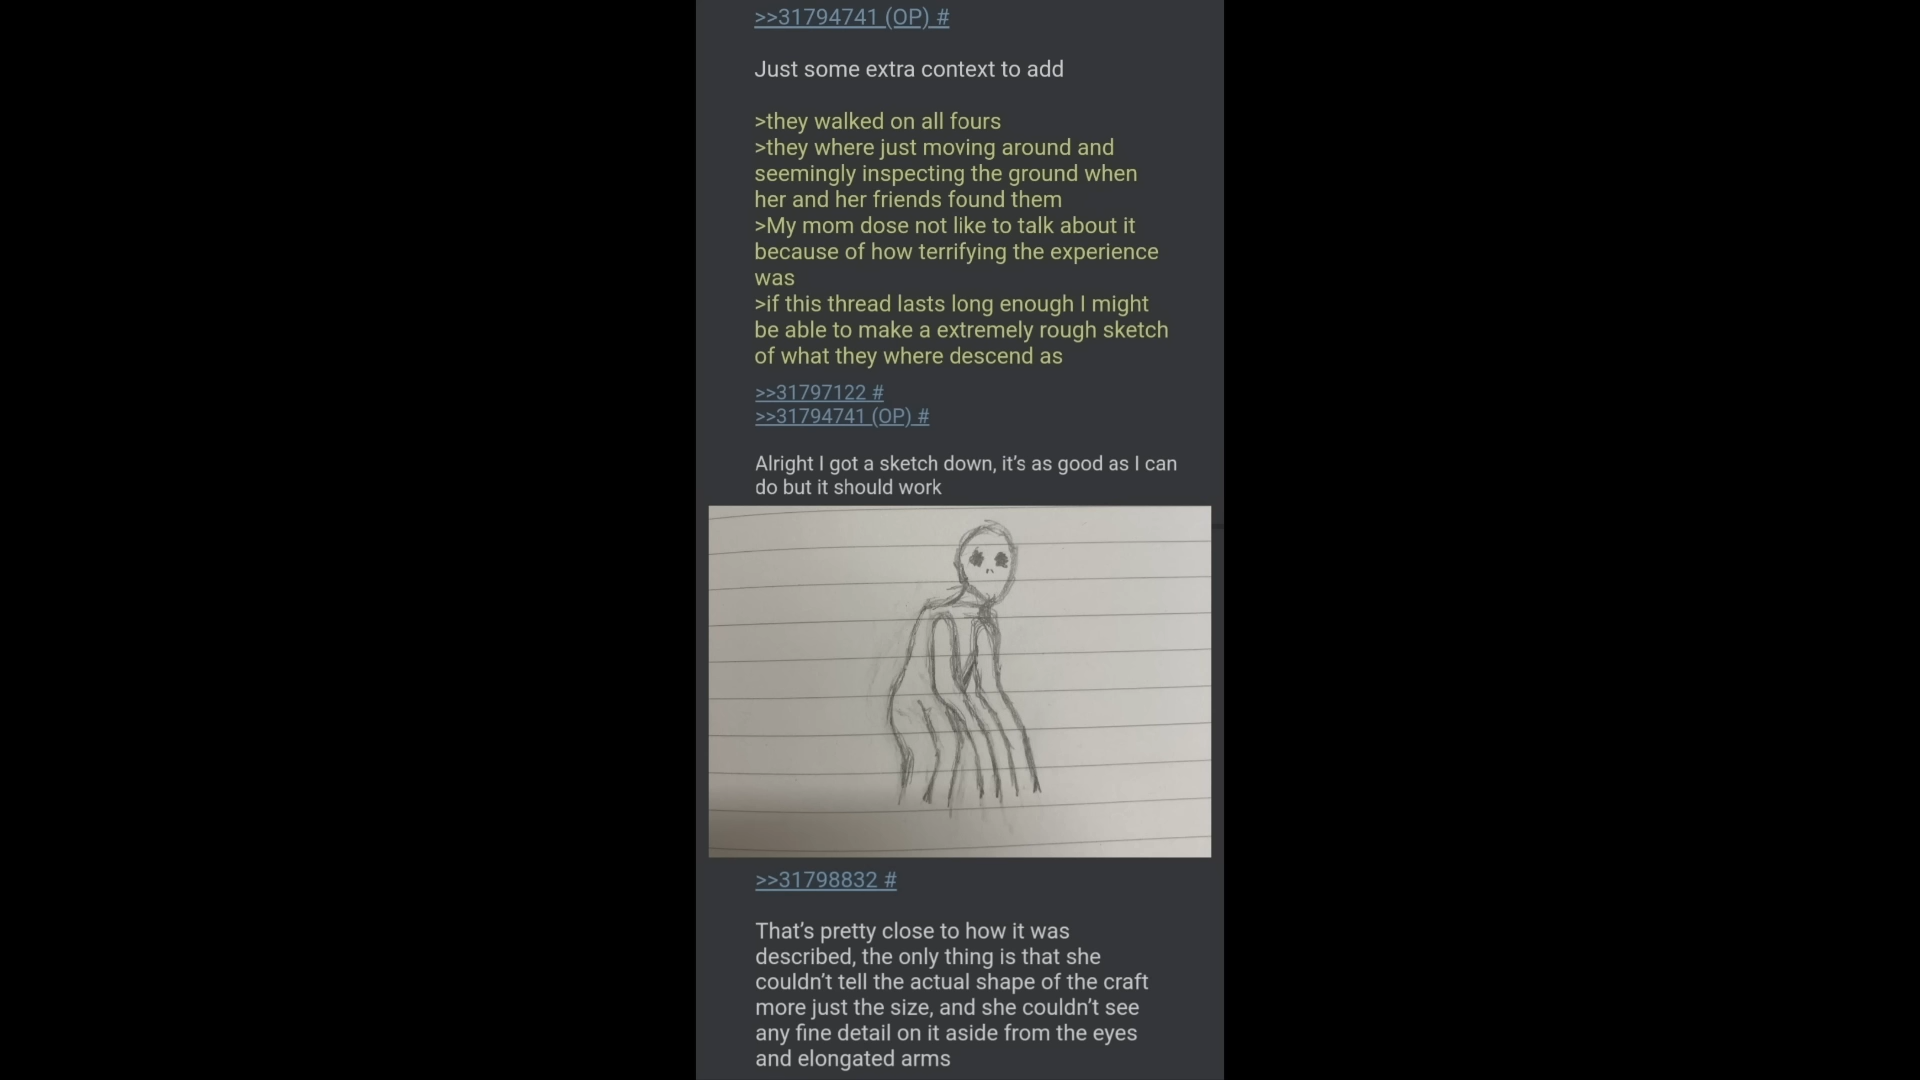 >>31794741 (OP) #
Just some extra context to add
>they walked on all fours
>they where just moving around and
seemingly inspecting the ground when
her and her friends found them
>My mom dose not like to talk about it
because of how terrifying the experience
was
>if this thread lasts long enough I might
be able to make a extremely rough sketch
of what they where descend as
>>31797122 #
>>31794741 (OP) #
Alright I got a sketch down, it’s as good as I can
do but it should work
>>31798832 #
That’s pretty close to how it was
described, the only thing is that she
couldn’t tell the actual shape of the craft
more just the size, and she couldn’t see
any fine detail on it aside from the eyes
and elongated arms